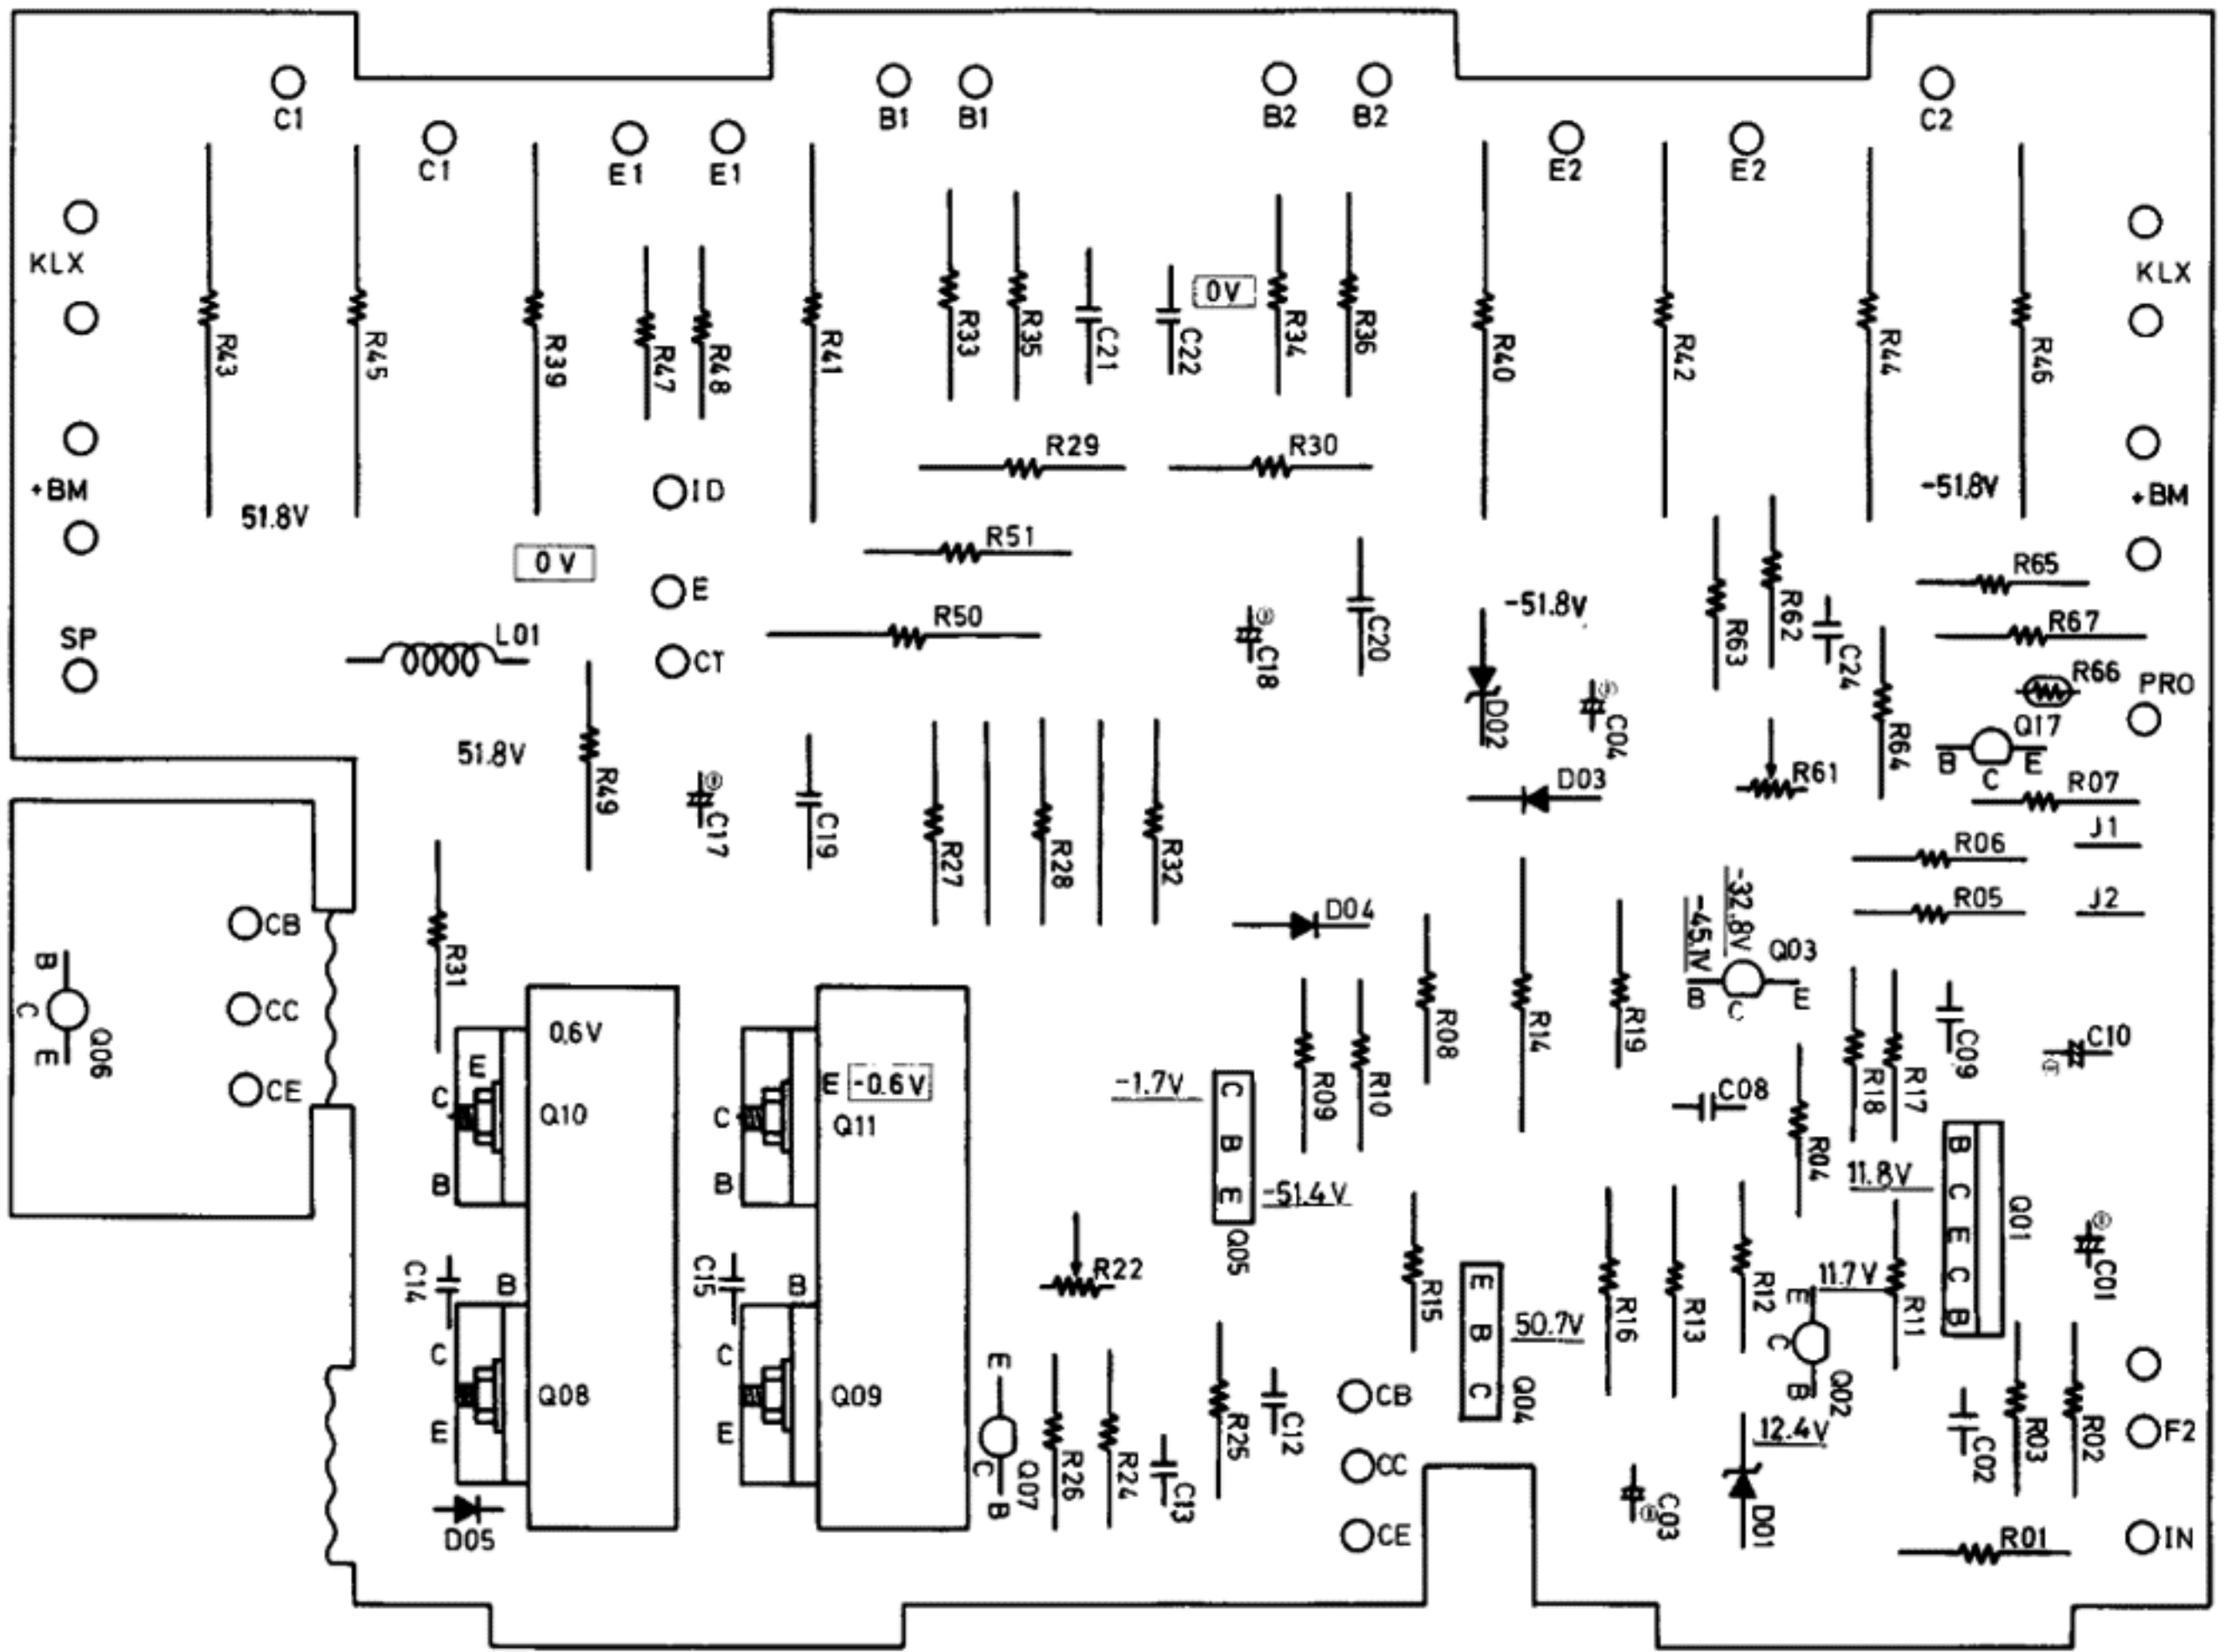 C1
B1
B1
B2
B2
C2
C1
E1
E1
E2
E2
KLX
KLX
0V
R43
R45
R39
R47
R48
R41
R33
R35
C21
C22
R34
R36
R40
R42
R44
R46
R29
R30
+BM
51.8V
ID
-51.8V
+BM
R51
0 V
R65
E
-51.8V
R50
R67
SP
L01
CT
C18
C20
R63
R62
C24
R66
PRO
D02
C04
R64
Q17
B C E
51.8V
R49
C17
C19
D03
R61
R07
R27
R28
R32
J1
R06
R05
J2
CB
D04
-45.1V
-32.8V
Q03
B C E
R31
B
C
E
Q06
CC
CE
0.6V
E
C
B
Q10
E
-0.6V
C
B
Q11
-1.7V
C
B
E
-51.4V
Q05
R09
R10
R08
R14
R19
C08
R04
R18
R17
C09
C10
11.8V
B
C
E
C
B
Q01
C01
C14
B
C15
B
R22
R15
E
B
C
50.7V
Q04
R16
R13
R12
11.7V
E
C
B
Q02
R11
C
E
Q08
C
E
Q09
E
C
B
Q07
R26
R24
C13
R25
C12
CB
CC
CE
12.4V
C02
R03
R02
F2
D05
C03
D01
R01
IN